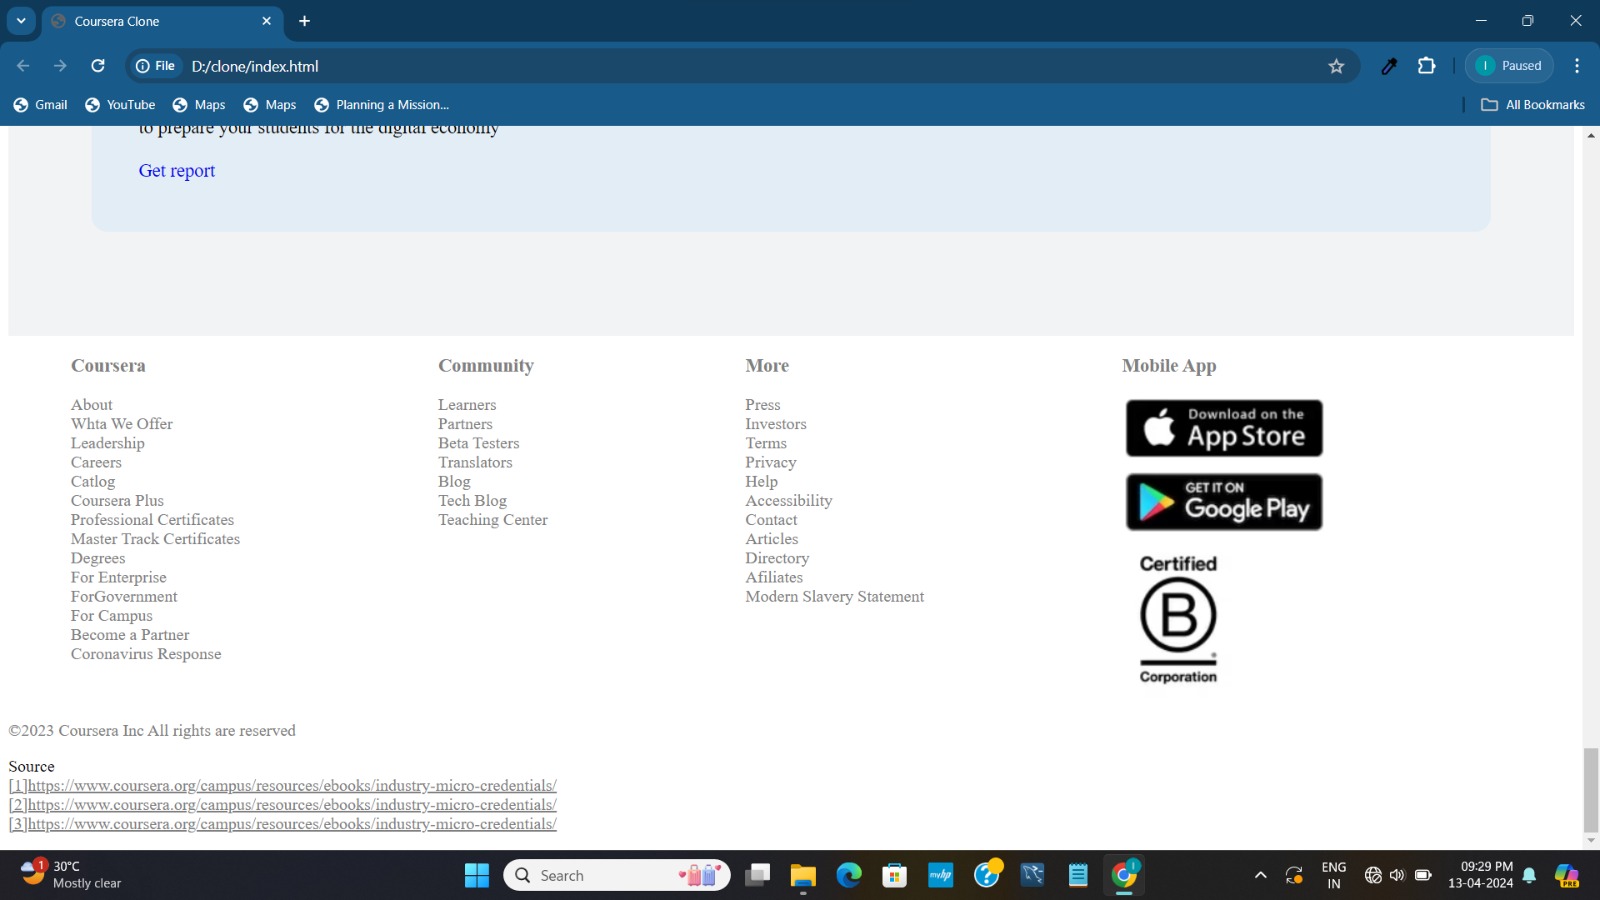 Coursera Clone
File D:/clone/index.html
Paused
Gmail YouTube Maps Maps Planning a Mission... All Bookmarks
to prepare your students for the digital economy
Get report
Coursera
About
Whta We Offer
Leadership
Careers
Catlog
Coursera Plus
Professional Certificates
Master Track Certificates
Degrees
For Enterprise
ForGovernment
For Campus
Become a Partner
Coronavirus Response
Community
Learners
Partners
Beta Testers
Translators
Blog
Tech Blog
Teaching Center
More
Press
Investors
Terms
Privacy
Help
Accessibility
Contact
Articles
Directory
Afiliates
Modern Slavery Statement
Mobile App
Download on the
App Store
GET IT ON
Google Play
Certified
B
Corporation
©2023 Coursera Inc All rights are reserved
Source
[1]https://www.coursera.org/campus/resources/ebooks/industry-micro-credentials/
[2]https://www.coursera.org/campus/resources/ebooks/industry-micro-credentials/
[3]https://www.coursera.org/campus/resources/ebooks/industry-micro-credentials/
1
30°C
Mostly clear
Search
myhp
ENG
IN
09:29 PM
13-04-2024
PRE